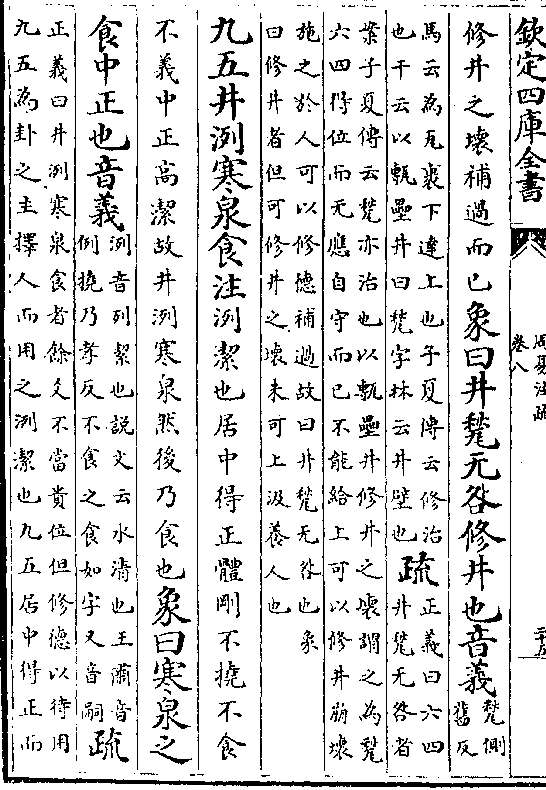 欽定四庫全書
周易注疏
卷八
修井之壞補過而已象曰井甃无咎修井也音義甃側
舊反
馬云為瓦裹下達上也子夏傳云修治
也干云以甎壘井曰甃字林云井壁也
疏
正義曰六四
井甃无咎者
案子夏傳云甃亦治也以甎壘井修井之壞謂之為甃
六四得位而无應自守而已不能給上可以修井崩壞
施之於人可以修德補過故曰井甃无咎也 象
曰修井者但可修井之壞未可上汲養人也
九五井洌寒泉食注洌潔也居中得正體剛不撓不食
不義中正高潔故井洌寒泉然後乃食也象曰寒泉之
食中正也音義
洌音列絜也說文云水清也王肅音
例撓乃孝反不食之食如字又音嗣
疏
正義曰井洌寒泉食者餘爻不當貴位但修德以待用
九五為卦之主擇人而用之洌潔也九五居中得正而